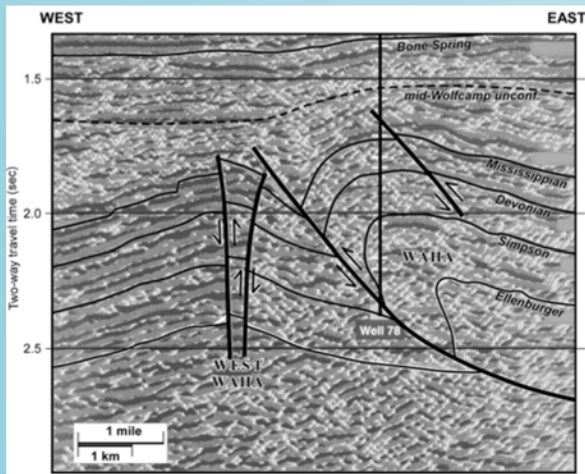 WEST
EAST
Bone-Spring
1.5
mid-Wolfcamp unconf.
Mississippian
Devonian
2.0
Simpson
WAHA
Ellenburger
Two-way travel time (sec)
Well 78
2.5
WEST
WAHA
1 mile
1 km